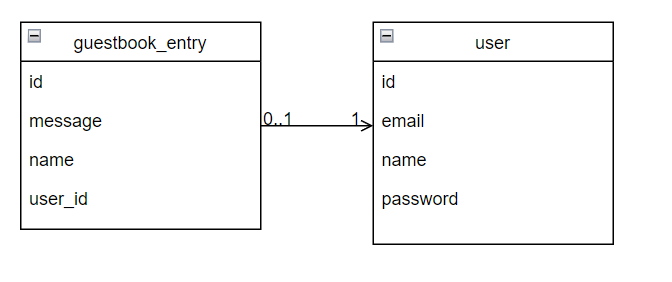 guestbook_entry
id
message
name
user_id
0..1
1
user
id
email
name
password